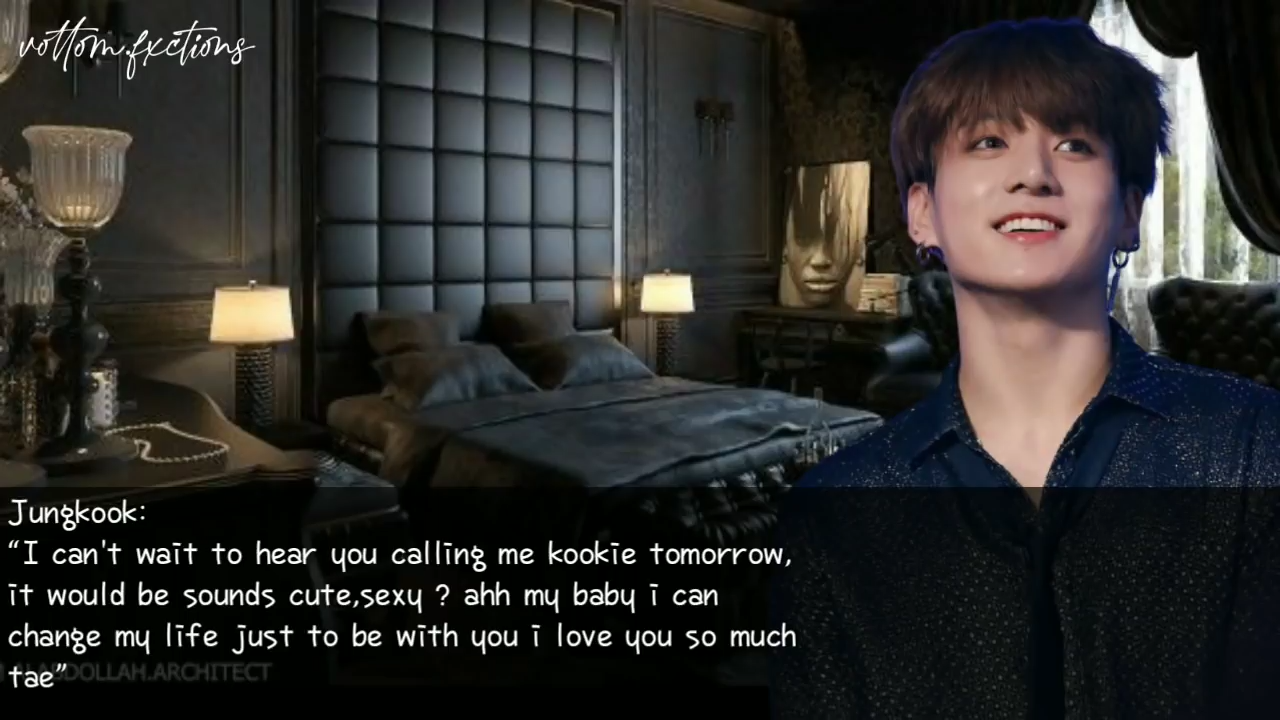 vottom.fxctions
Jungkook:
“I can't wait to hear you calling me kookie tomorrow,
it would be sounds cute,sexy ? ahh my baby i can
change my life just to be with you i love you so much
tae”
DOLLAH.ARCHITECT